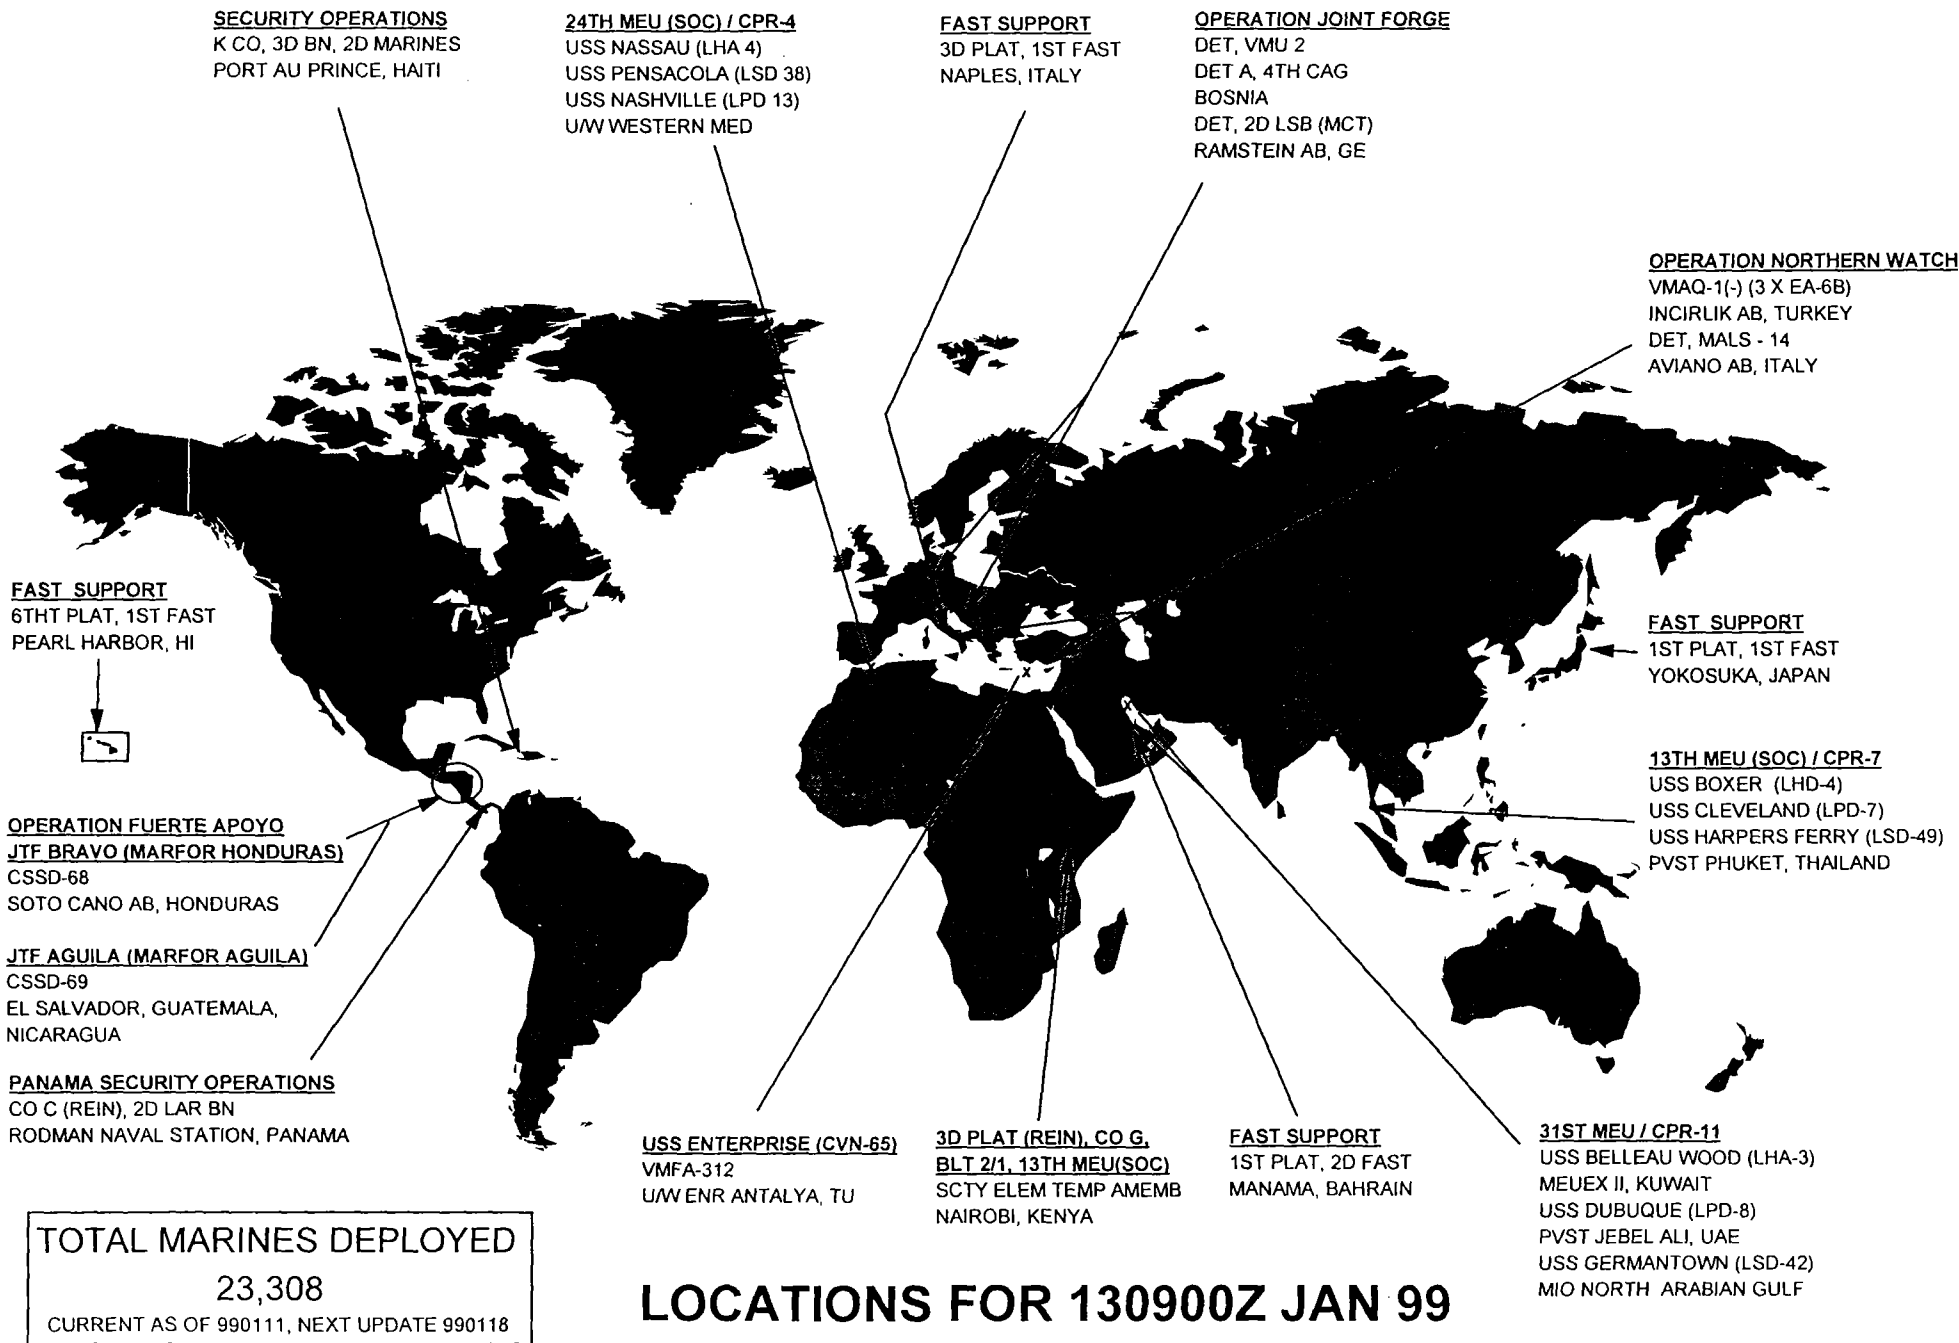 SECURITY OPERATIONS
K CO, 3D BN, 2D MARINES
PORT AU PRINCE, HAITI
24TH MEU (SOC) / CPR-4
USS NASSAU (LHA 4)
USS PENSACOLA (LSD 38)
USS NASHVILLE (LPD 13)
U/W WESTERN MED
FAST SUPPORT
3D PLAT, 1ST FAST
NAPLES, ITALY
OPERATION JOINT FORGE
DET, VMU 2
DET A, 4TH CAG
BOSNIA
DET, 2D LSB (MCT)
RAMSTEIN AB, GE
OPERATION NORTHERN WATCH
VMAQ-1(-) (3 X EA-6B)
INCIRLIK AB, TURKEY
DET, MALS - 14
AVIANO AB, ITALY
FAST SUPPORT
6THT PLAT, 1ST FAST
PEARL HARBOR, HI
FAST SUPPORT
1ST PLAT, 1ST FAST
YOKOSUKA, JAPAN
X
13TH MEU (SOC) / CPR-7
USS BOXER (LHD-4)
USS CLEVELAND (LPD-7)
USS HARPERS FERRY (LSD-49)
PVST PHUKET, THAILAND
OPERATION FUERTE APOYO
JTF BRAVO (MARFOR HONDURAS)
CSSD-68
SOTO CANO AB, HONDURAS
JTF AGUILA (MARFOR AGUILA)
CSSD-69
EL SALVADOR, GUATEMALA,
NICARAGUA
PANAMA SECURITY OPERATIONS
CO C (REIN), 2D LAR BN
RODMAN NAVAL STATION, PANAMA
USS ENTERPRISE (CVN-65)
VMFA-312
U/W ENR ANTALYA, TU
3D PLAT (REIN), CO G,
BLT 2/1, 13TH MEU(SOC)
SCTY ELEM TEMP AMEMB
NAIROBI, KENYA
FAST SUPPORT
1ST PLAT, 2D FAST
MANAMA, BAHRAIN
31ST MEU / CPR-11
USS BELLEAU WOOD (LHA-3)
MEUEX II, KUWAIT
USS DUBUQUE (LPD-8)
PVST JEBEL ALI, UAE
USS GERMANTOWN (LSD-42)
MIO NORTH ARABIAN GULF
TOTAL MARINES DEPLOYED
23,308
CURRENT AS OF 990111, NEXT UPDATE 990118
LOCATIONS FOR 130900Z JAN 99